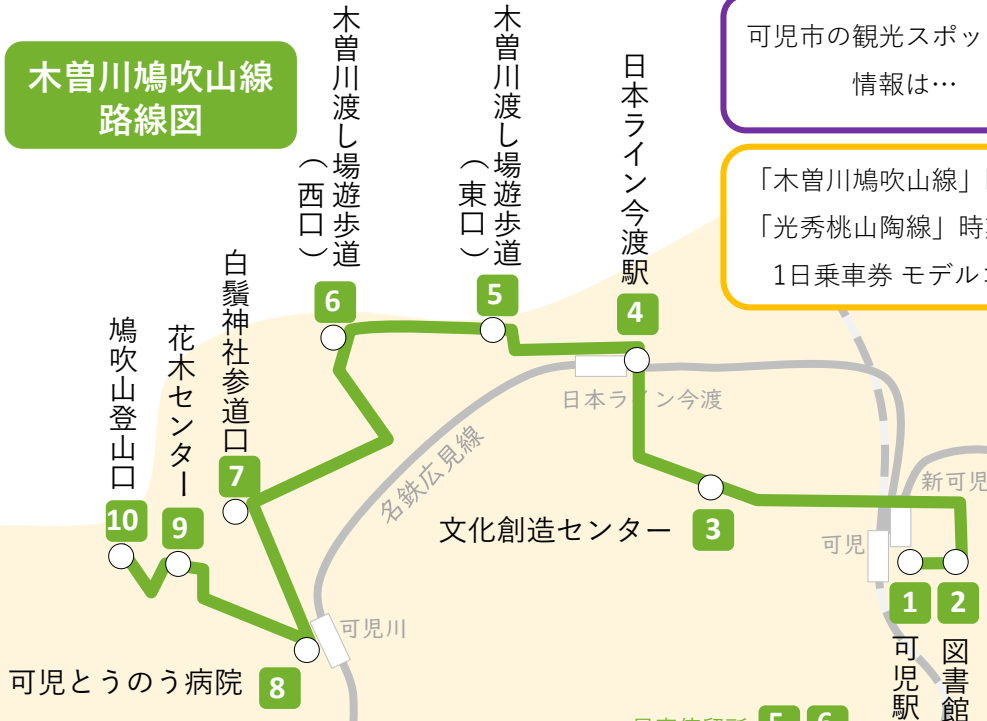 木曽川鳩吹山線
路線図
木曽川渡し場遊歩道
（西口）
木曽川渡し場遊歩道
（東口）
日本ライン今渡駅
可児市の観光スポッ
情報は…
「木曽川鳩吹山線」
「光秀桃山陶線」時
1日乗車券 モデル
白鬚神社参道口
鳩吹山登山口
花木センター
6
5
4
日本ライン今渡
名鉄広見線
7
10
9
文化創造センター
3
新可児
可児
1
2
可児川
可児とうのう病院
8
可児駅
図書館
5
6